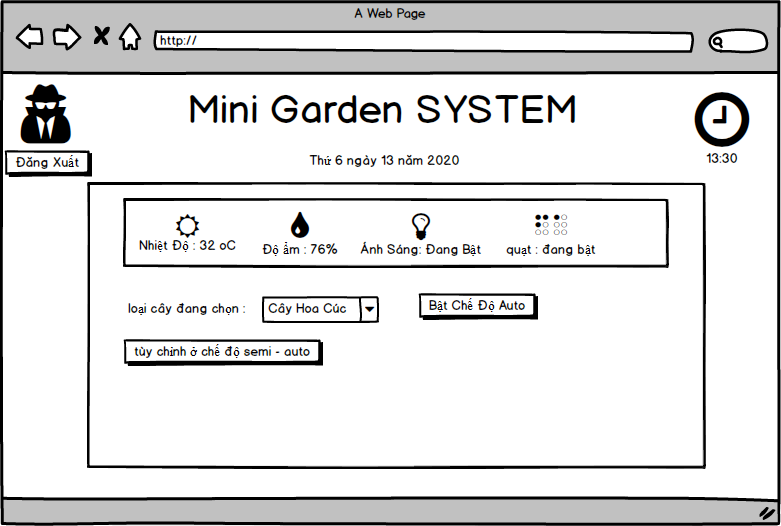 A Web Page
http://
Mini Garden SYSTEM
Đăng Xuất
Thứ 6 ngày 13 năm 2020
13:30
Nhiệt Độ : 32 oC
Độ ẩm : 76%
Ánh Sáng: Đang Bật
quạt : đang bật
loại cây đang chọn :
Cây Hoa Cúc
Bật Chế Độ Auto
tùy chỉnh ở chế độ semi - auto